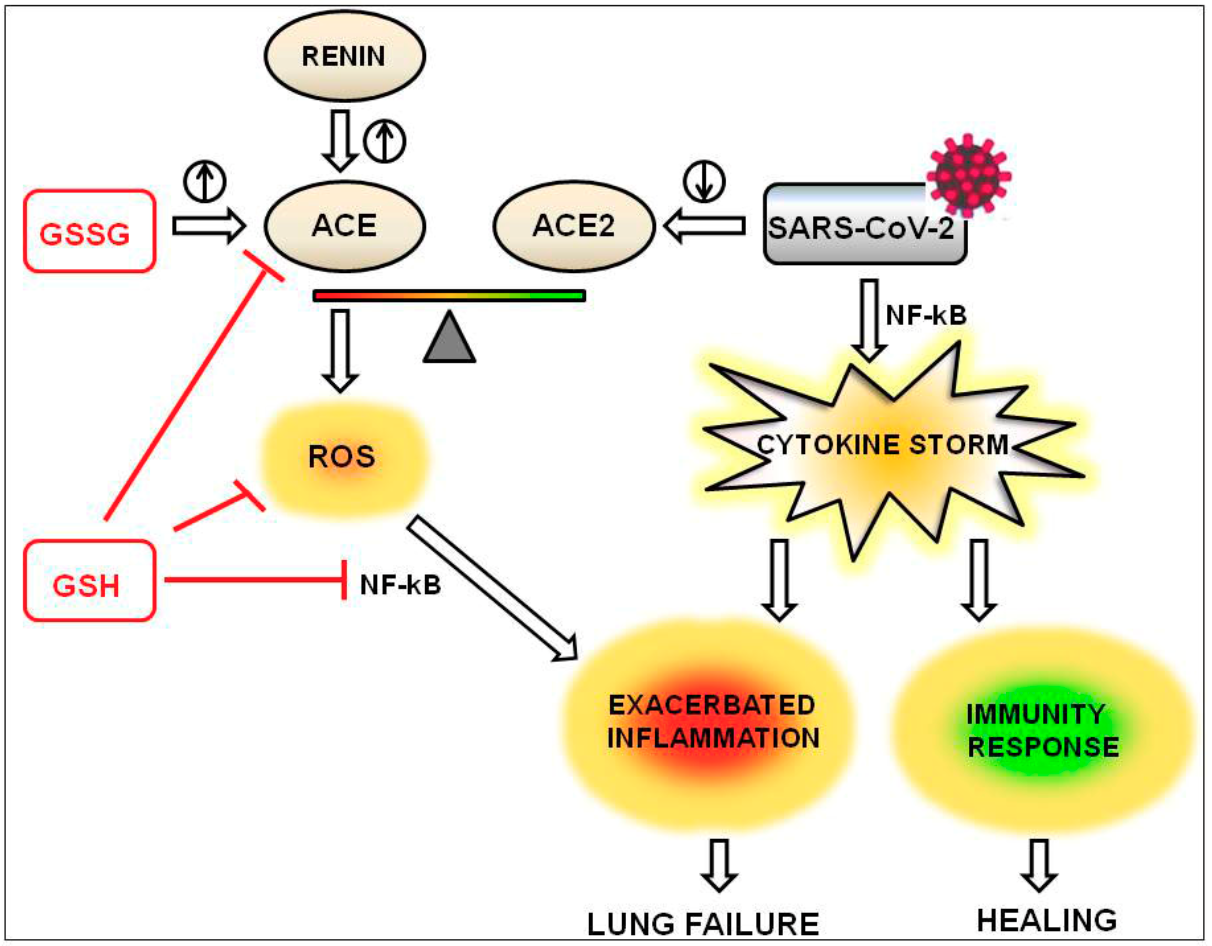 RENIN
GSSG
ACE
ACE2
SARS-CoV-2
NF-kB
CYTOKINE STORM
ROS
GSH
NF-kB
EXACERBATED
INFLAMMATION
IMMUNITY
RESPONSE
LUNG FAILURE
HEALING